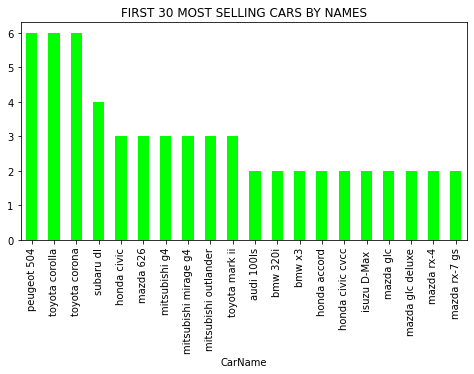 FIRST 30 MOST SELLING CARS BY NAMES
6
5
4
3
2
1
0
peugeot 504
toyota corolla
toyota corona
subaru dl
honda civic
mazda 626
mitsubishi g4
mitsubishi mirage g4
mitsubishi outlander
toyota mark ii
audi 100ls
bmw 320i
bmw x3
honda accord
honda civic cvcc
isuzu D-Max
mazda glc
mazda glc deluxe
mazda rx-4
mazda rx-7 gs
CarName